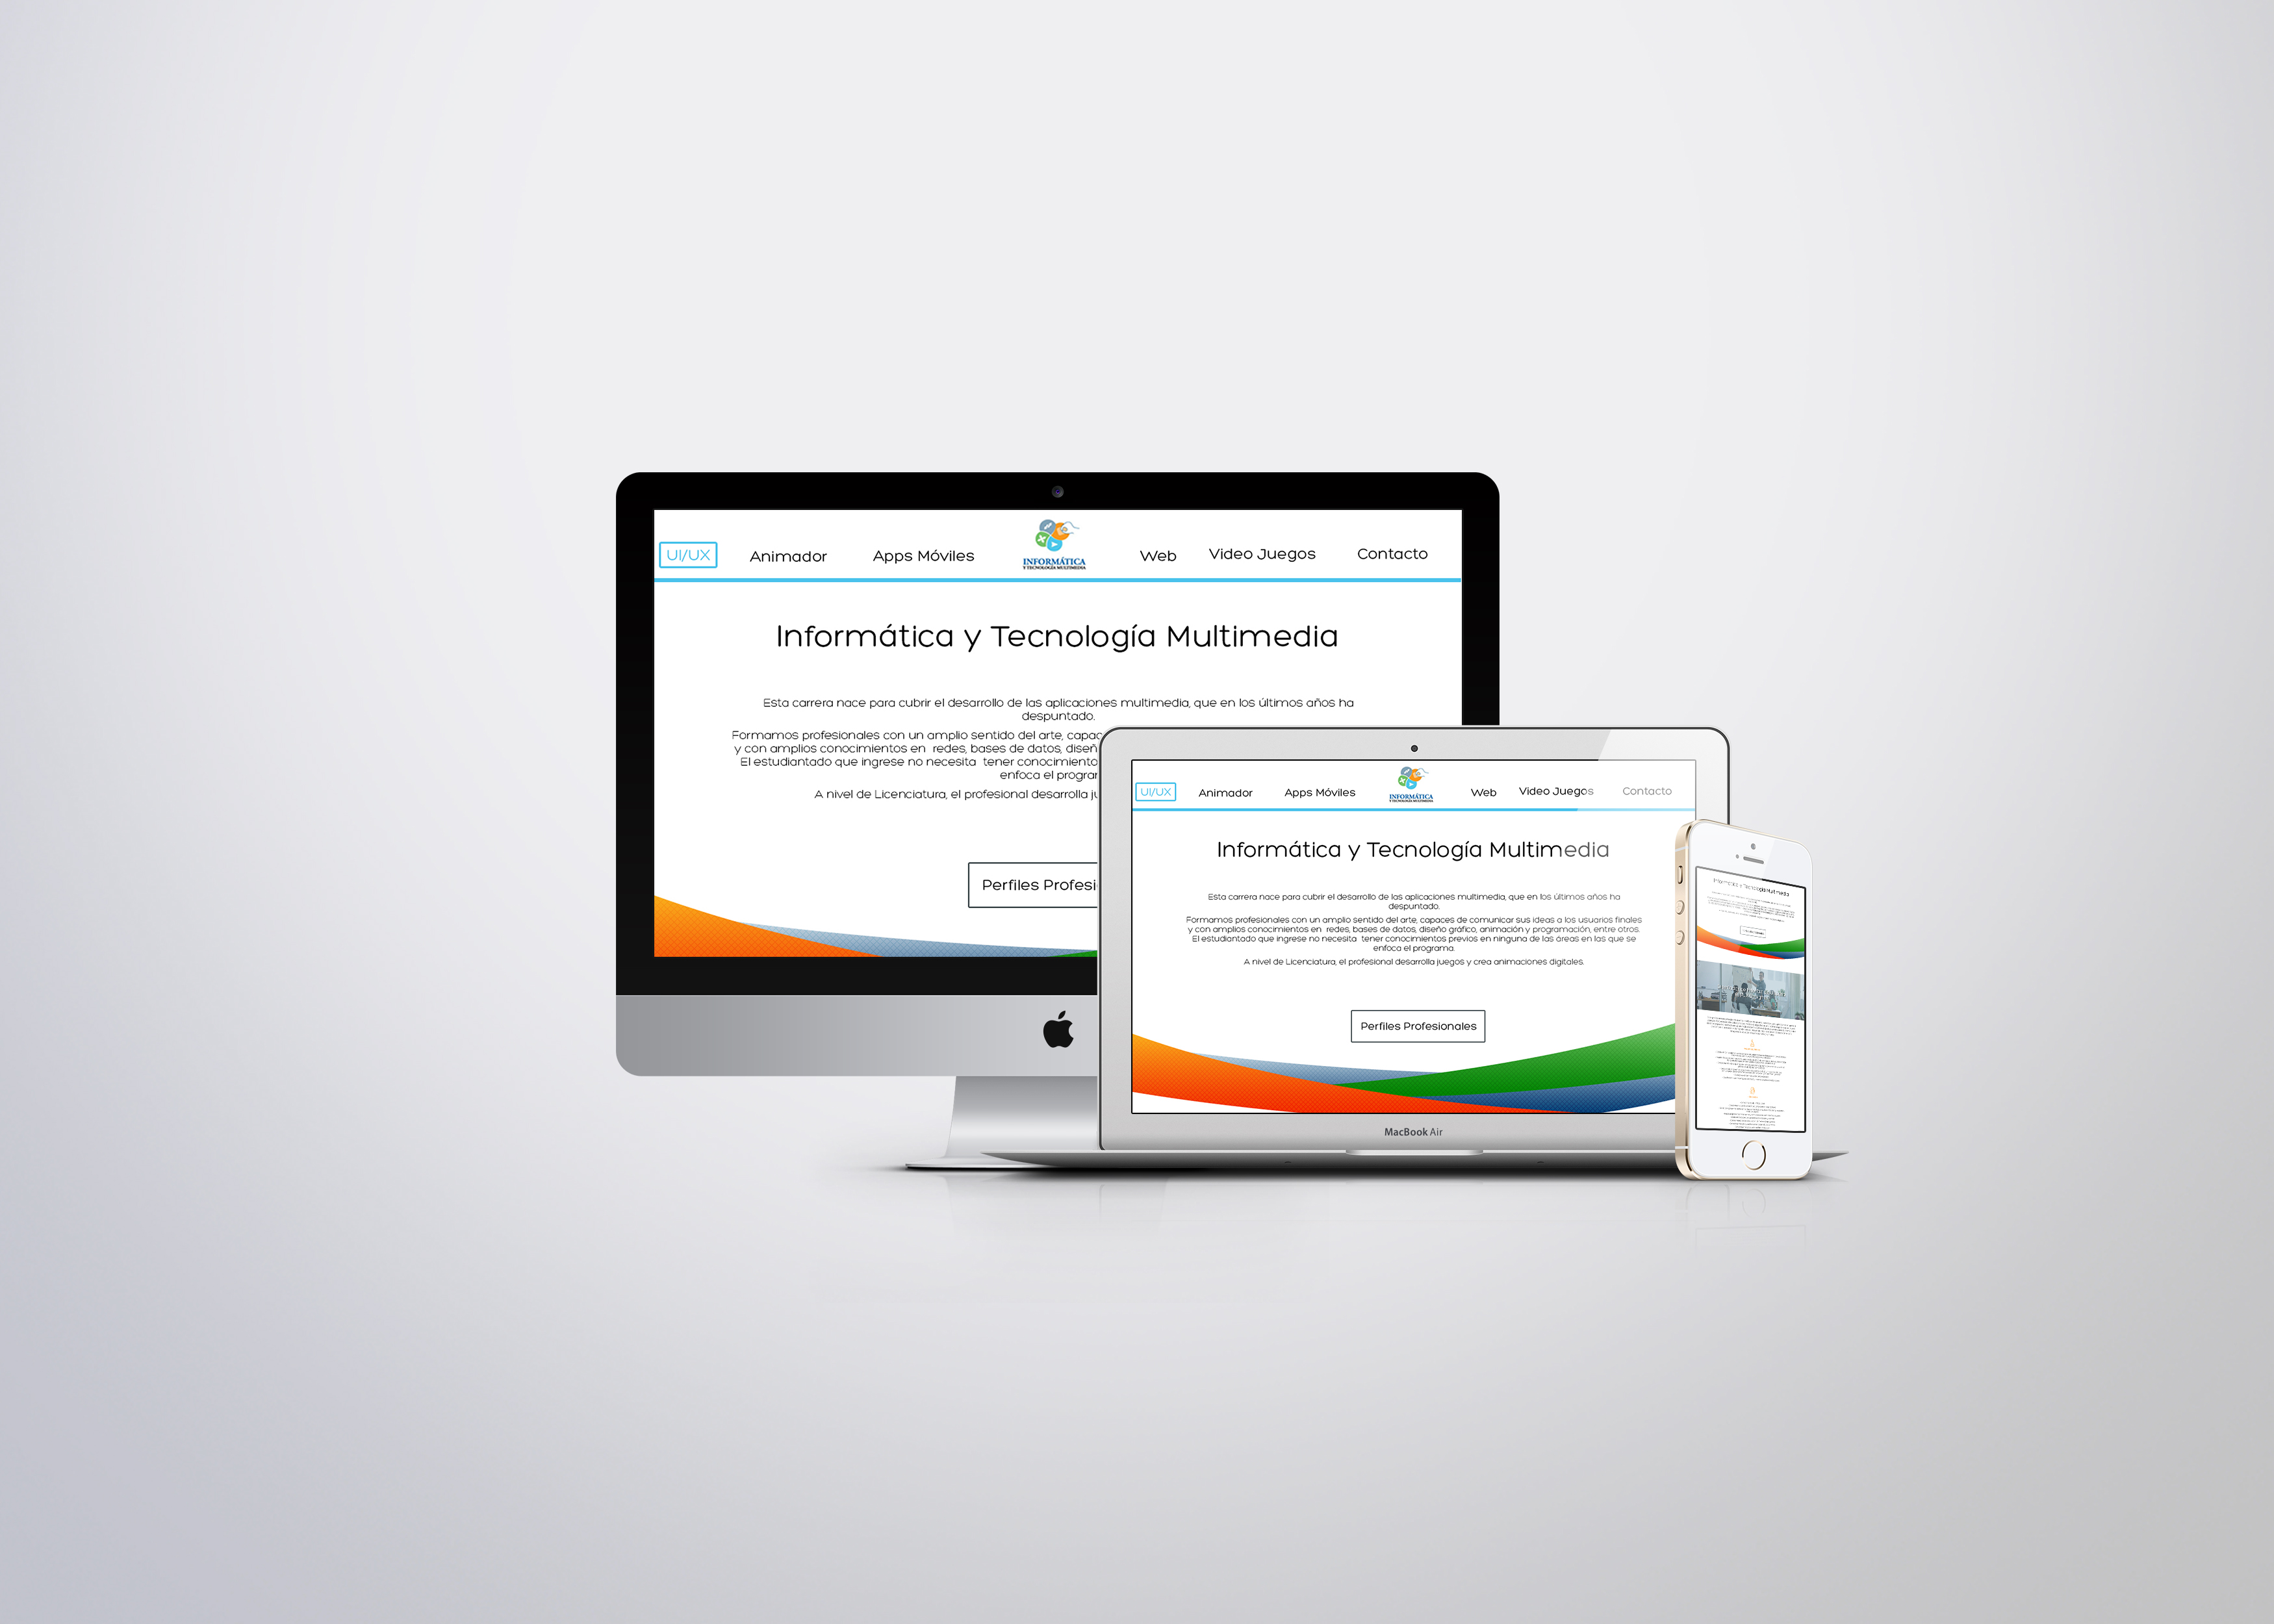 UI/UX Animador Apps Móviles INFORMÁTICA Web Video Juegos Contacto
Y TECNOLOGÍA MULTIMEDIA
Informática y Tecnología Multimedia
Esta carrera nace para cubrir el desarrollo de las aplicaciones multimedia, que en los últimos años ha
despuntado.
Formamos profesionales con un amplio sentido del arte, capac
y con amplios conocimientos en redes, bases de datos, diseñ
El estudiantado que ingrese no necesita tener conocimiento
enfoca el progra
A nivel de Licenciatura, el profesional desarrolla ju
Perfiles Profesi
UI/UX Animador Apps Móviles INFORMÁTICA Web Video Juegos Contacto
Y TECNOLOGÍA MULTIMEDIA
Informática y Tecnología Multimedia
Esta carrera nace para cubrir el desarrollo de las aplicaciones multimedia, que en los últimos años ha
despuntado.
Formamos profesionales con un amplio sentido del arte, capaces de comunicar sus ideas a los usuarios finales
y con amplios conocimientos en redes, bases de datos, diseño gráfico, animación y programación, entre otros.
El estudiantado que ingrese no necesita tener conocimientos previos en ninguna de las áreas en las que se
enfoca el programa.
A nivel de Licenciatura, el profesional desarrolla juegos y crea animaciones digitales.
Perfiles Profesionales
MacBook Air
Informática y Tecnología Multimedia